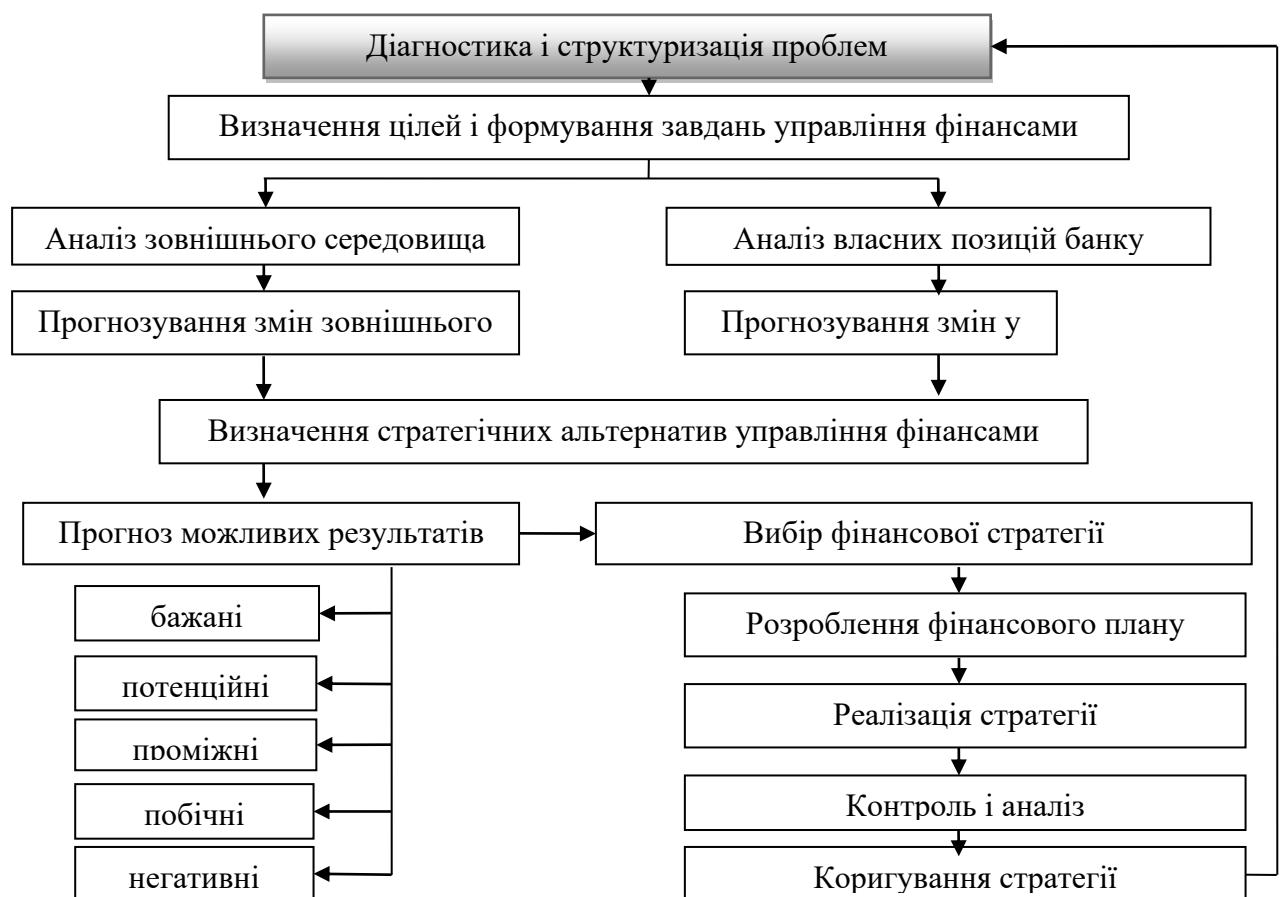 Діагностика і структуризація проблем
Визначення цілей і формування завдань управління фінансами
Аналіз зовнішнього середовища
Аналіз власних позицій банку
Прогнозування змін зовнішнього
Прогнозування змін у
Визначення стратегічних альтернатив управління фінансами
Прогноз можливих результатів
Вибір фінансової стратегії
бажані
Розроблення фінансового плану
потенційні
Реалізація стратегії
проміжні
Контроль і аналіз
побічні
негативні
Коригування стратегії